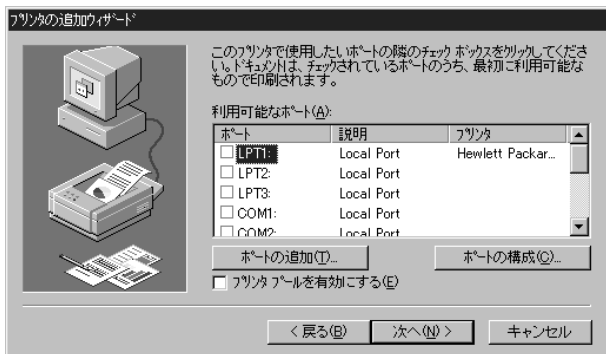 プリンタの追加ウィザード
このプリンタで使用したいポートの隣のチェック ボックスをクリックしてくださ
い。ドキュメントは、チェックされているポートのうち、最初に利用可能な
もので印刷されます。
利用可能なポート(A):
ポート 説明 プリンタ
LPT1: Local Port Hewlett Packar...
LPT2: Local Port
LPT3: Local Port
COM1: Local Port
COM2: Local Port
ポートの追加(T)... ポートの構成(C)...
プリンタ プールを有効にする(E)
< 戻る(B) 次へ(N) > キャンセル